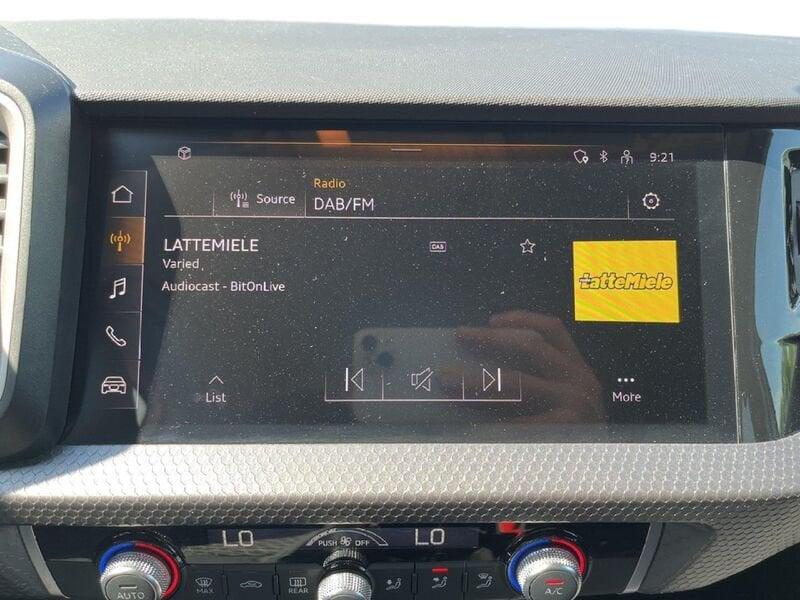 9:21
Radio
Source
DAB/FM
LATTEMIELE
DAB
Varied
LatteMiele
Audiocast - BitOnLive
List
More
LO
PUSH OFF
LO
AUTO
MAX
REAR
A/C